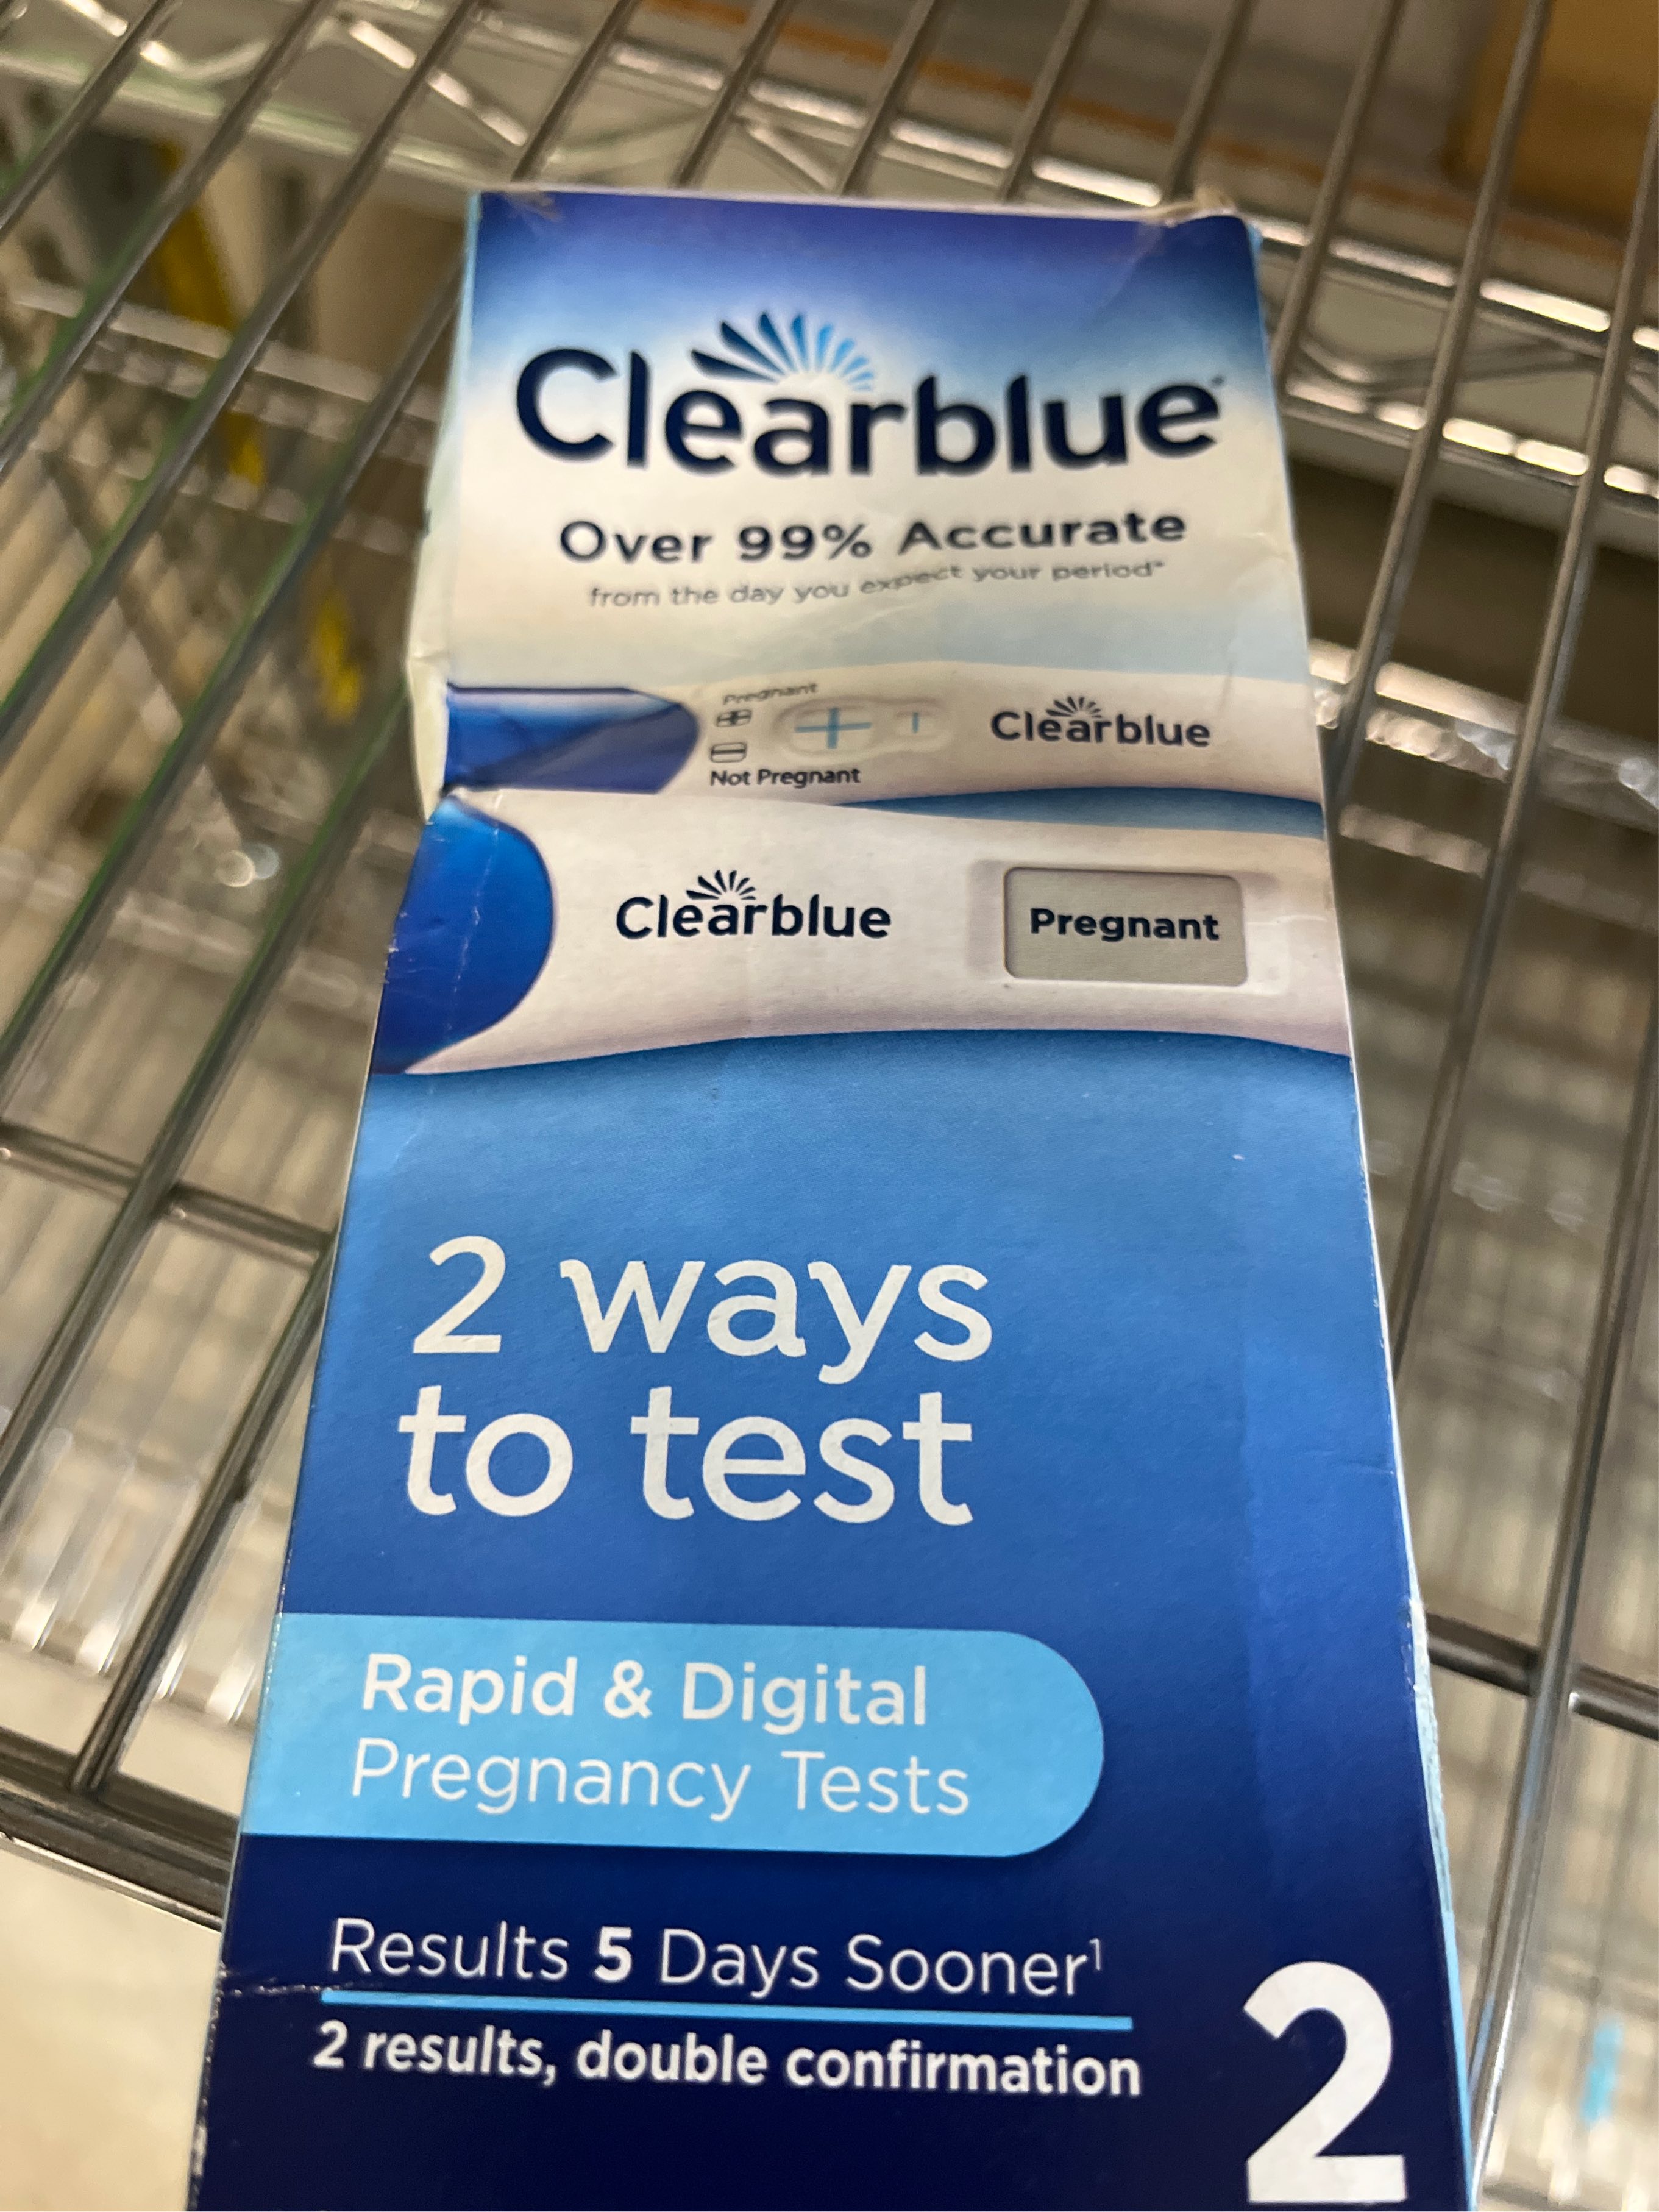 Clearblue
Over 99% Accurate
from the day you expect your period*
Pregnant
Not Pregnant
Clearblue
Clearblue
Pregnant
2 ways
to test
Rapid & Digital
Pregnancy Tests
Results 5 Days Sooner¹
2 results, double confirmation
2